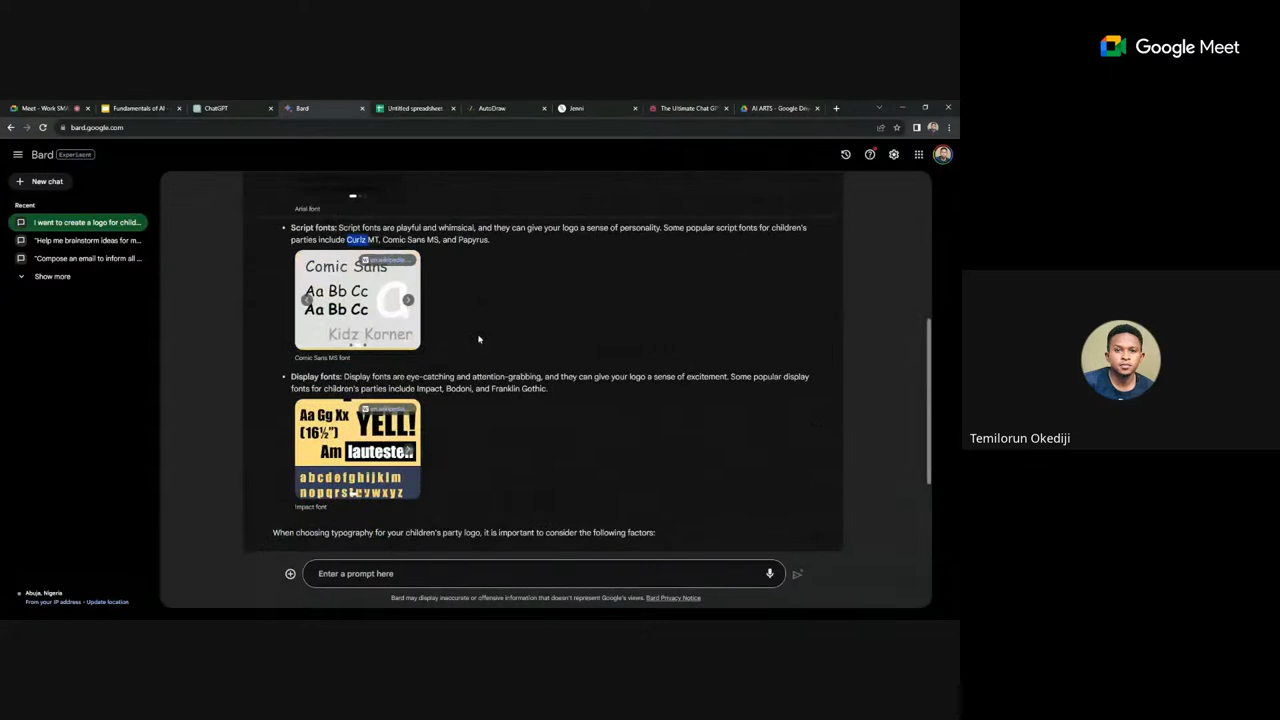 Google Meet
Meet - Work SMA
Fundamentals of AI -
ChatGPT
Bard
Untitled spreadsheet
AutoDraw
Jenni
The Ultimate Chat GP
AI ARTS - Google Driv
bard.google.com
Bard Experiment
New chat
Recent
I want to create a logo for child...
"Help me brainstorm ideas for m...
"Compose an email to inform all ...
Show more
Arial font
Script fonts: Script fonts are playful and whimsical, and they can give your logo a sense of personality. Some popular script fonts for children's
parties include Curlz MT, Comic Sans MS, and Papyrus.
en.wikipedia...
Comic Sans
Aa Bb Cc
Aa Bb Cc
Kidz Korner
Comic Sans MS font
Display fonts: Display fonts are eye-catching and attention-grabbing, and they can give your logo a sense of excitement. Some popular display
fonts for children's parties include Impact, Bodoni, and Franklin Gothic.
en.wikipedia...
Aa Gg Xx
(16½")
YELL!
Am lautesten
a b c d e f g h i j k l m
n o p q r s t u v w x y z
Impact font
When choosing typography for your children's party logo, it is important to consider the following factors:
Enter a prompt here
Bard may display inaccurate or offensive information that doesn't represent Google's views. Bard Privacy Notice
Abuja, Nigeria
From your IP address - Update location
Temilorun Okediji